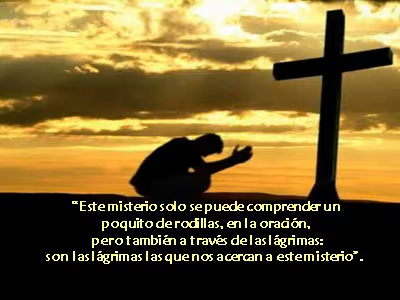 “Este misterio solo se puede comprender un
poquito de rodillas, en la oración,
pero también a través de las lágrimas:
son las lágrimas las que nos acercan a este misterio”.